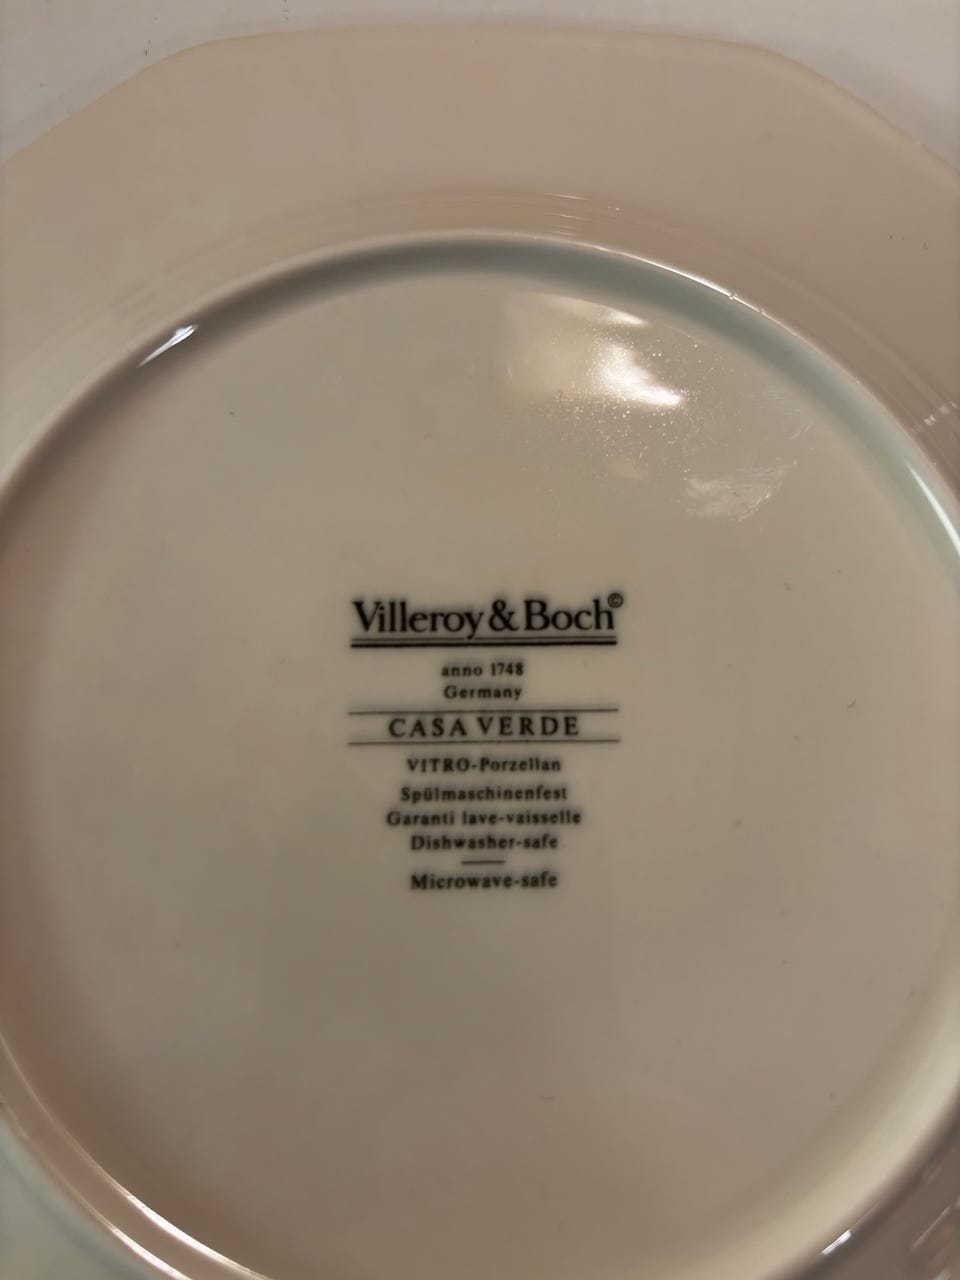 Villeroy & Boch©
anno 1748
Germany
CASA VERDE
VITRO-Porzellan
Spülmaschinenfest
Garanti lave-vaisselle
Dishwasher-safe
Microwave-safe